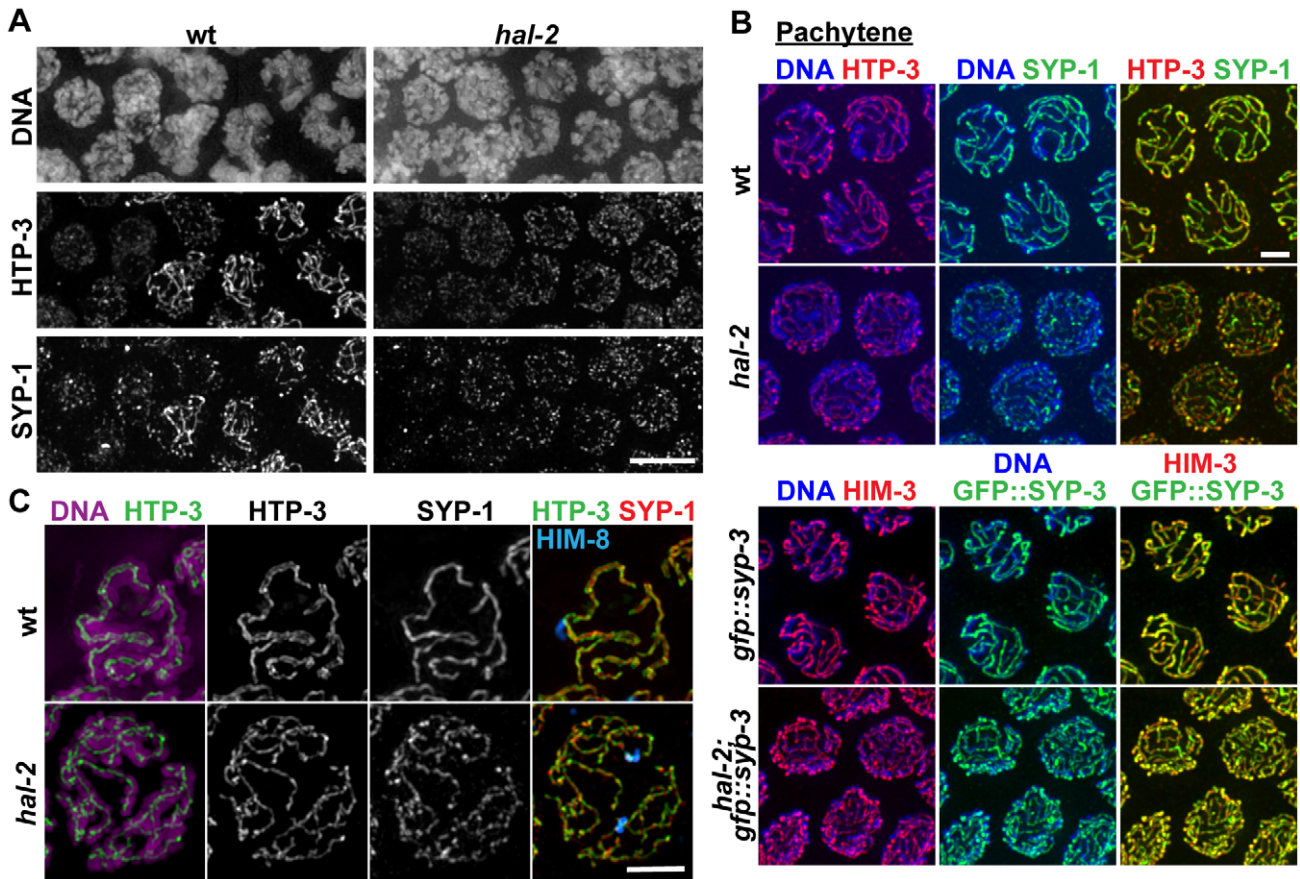 A
wt
hal-2
DNA
HTP-3
SYP-1
B
Pachytene
DNA HTP-3
DNA SYP-1
HTP-3 SYP-1
wt
hal-2
DNA HIM-3
DNA
GFP::SYP-3
HIM-3
GFP::SYP-3
gfp::syp-3
hal-2;
gfp::syp-3
C
DNA HTP-3
HTP-3
SYP-1
HTP-3 SYP-1
HIM-8
wt
hal-2